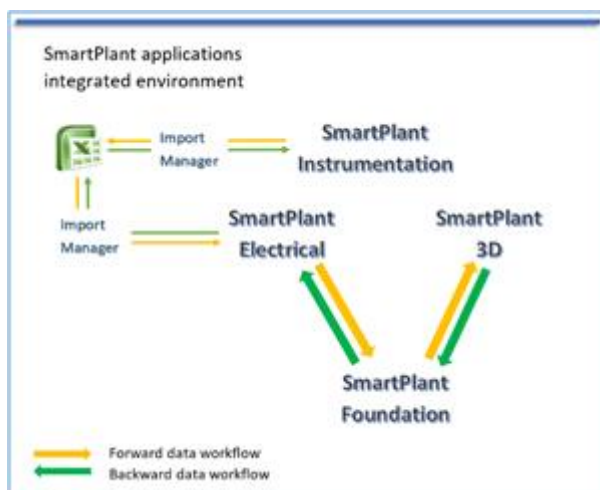 SmartPlant applications
integrated environment
Import
Manager
SmartPlant
Instrumentation
Import
Manager
SmartPlant
Electrical
SmartPlant
3D
SmartPlant
Foundation
Forward data workflow
Backward data workflow